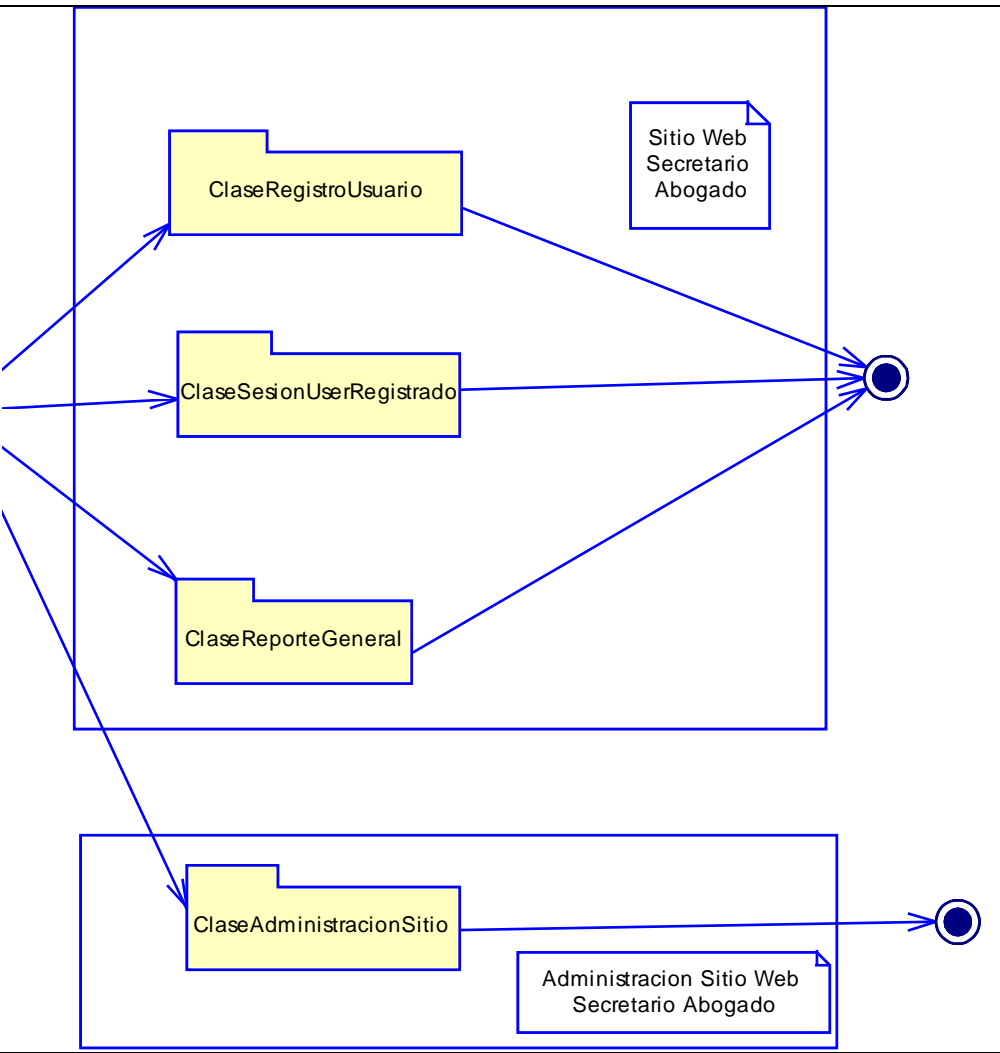 Sitio Web
Secretario
Abogado
ClaseRegistroUsuario
ClaseSesionUserRegistrado
ClaseReporteGeneral
ClaseAdministracionSitio
Administracion Sitio Web
Secretario Abogado